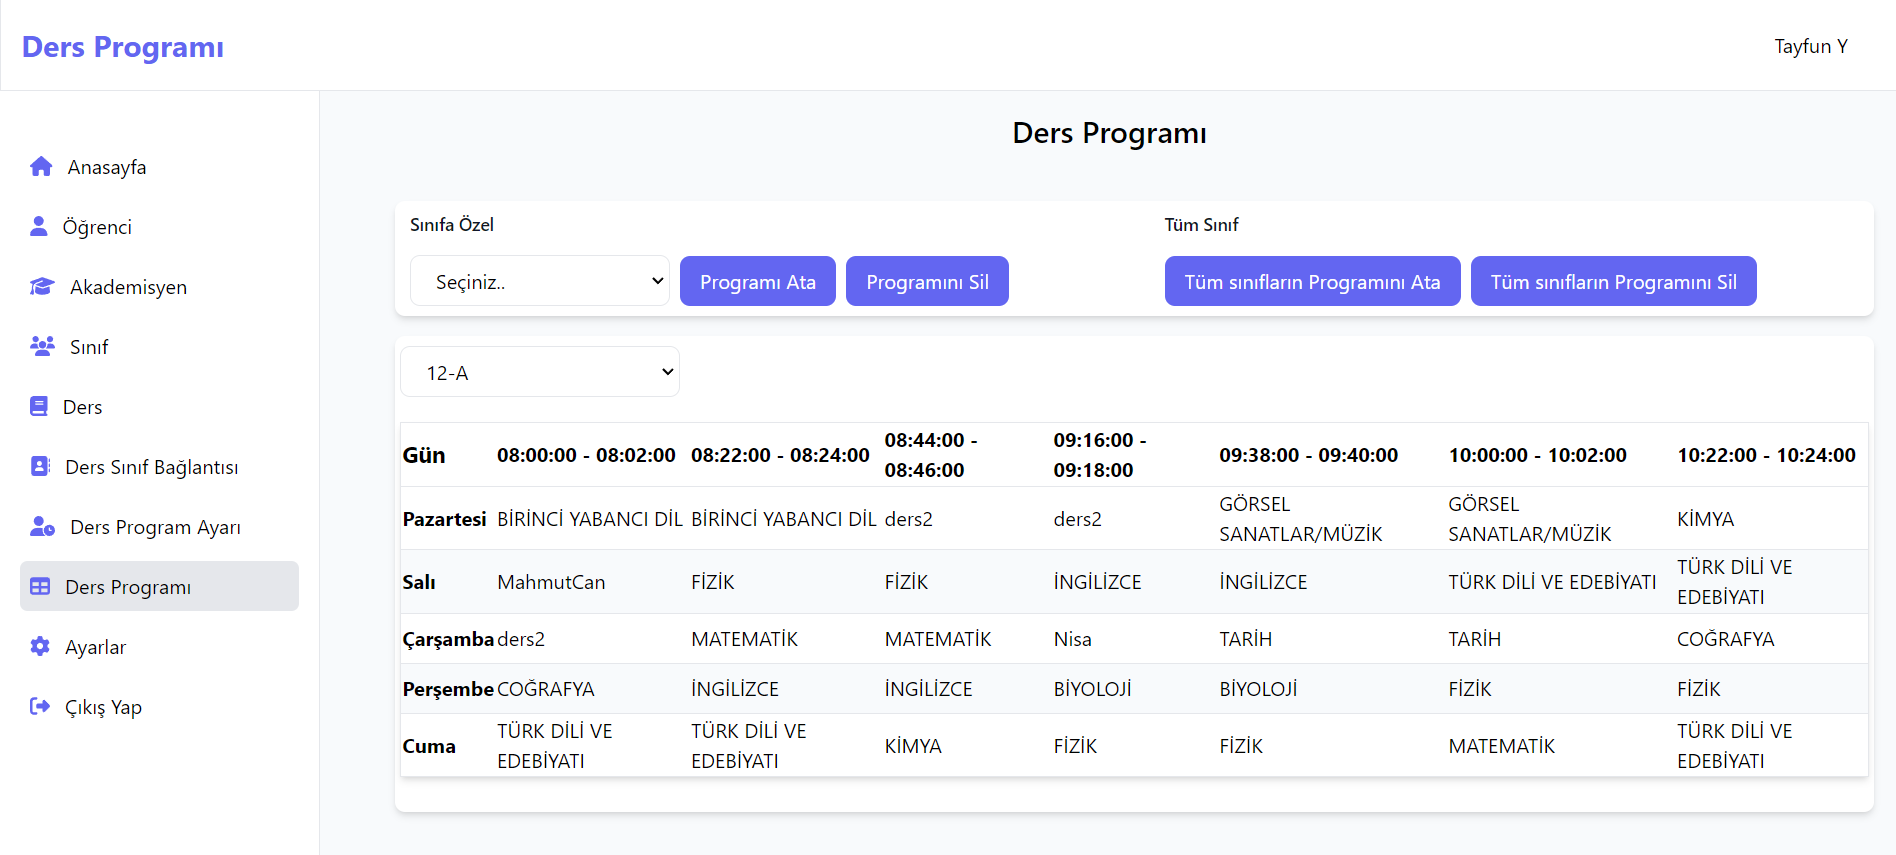 Ders Programı
Tayfun Y
Anasayfa
Öğrenci
Akademisyen
Sınıf
Ders
Ders Sınıf Bağlantısı
Ders Program Ayarı
Ders Programı
Ayarlar
Çıkış Yap
Ders Programı
Sınıfa Özel
Seçiniz..
Programı Ata
Programını Sil
Tüm Sınıf
Tüm sınıfların Programını Ata
Tüm sınıfların Programını Sil
12-A
Gün 08:00:00 - 08:02:00 08:22:00 - 08:24:00 08:44:00 - 08:46:00 09:16:00 - 09:18:00 09:38:00 - 09:40:00 10:00:00 - 10:02:00 10:22:00 - 10:24:00
Pazartesi BİRİNCİ YABANCI DİL BİRİNCİ YABANCI DİL ders2 ders2 GÖRSEL SANATLAR/MÜZİK GÖRSEL SANATLAR/MÜZİK KİMYA
Salı MahmutCan FİZİK FİZİK İNGİLİZCE İNGİLİZCE TÜRK DİLİ VE EDEBİYATI TÜRK DİLİ VE EDEBİYATI
Çarşamba ders2 MATEMATİK MATEMATİK Nisa TARİH TARİH COĞRAFYA
Perşembe COĞRAFYA İNGİLİZCE İNGİLİZCE BİYOLOJİ BİYOLOJİ FİZİK FİZİK
Cuma TÜRK DİLİ VE EDEBİYATI TÜRK DİLİ VE EDEBİYATI KİMYA FİZİK FİZİK MATEMATİK TÜRK DİLİ VE EDEBİYATI